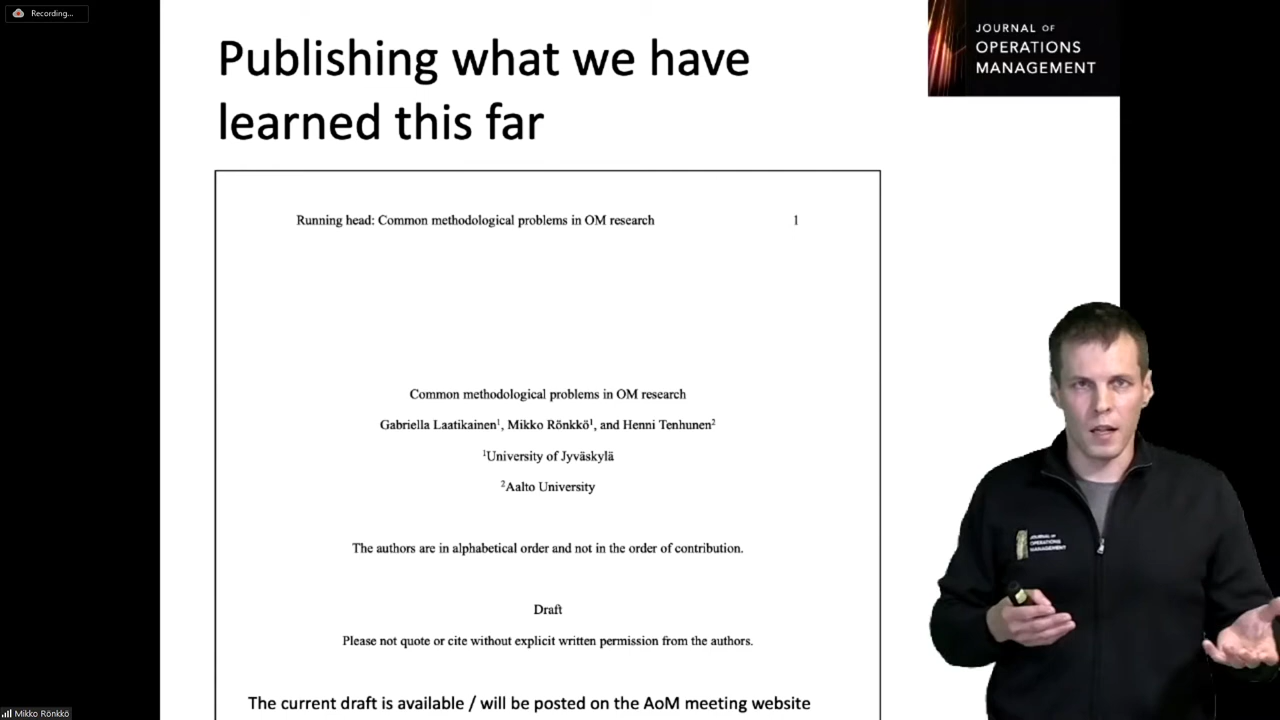 Recording...
Publishing what we have
learned this far
JOURNAL OF
OPERATIONS
MANAGEMENT
Running head: Common methodological problems in OM research 1
Common methodological problems in OM research
Gabriella Laatikainen¹, Mikko Rönkkö¹, and Henni Tenhunen²
¹University of Jyväskylä
²Aalto University
The authors are in alphabetical order and not in the order of contribution.
Draft
Please not quote or cite without explicit written permission from the authors.
The current draft is available / will be posted on the AoM meeting website
JOURNAL OF
OPERATIONS
MANAGEMENT
Mikko Rönkkö